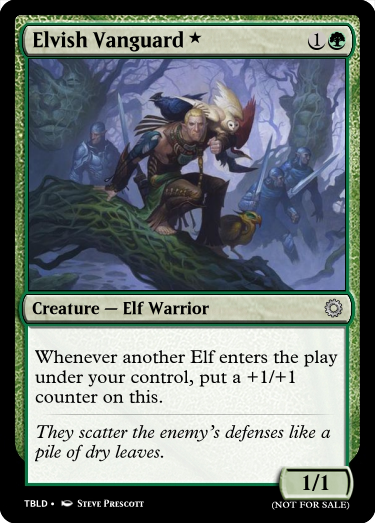 Elvish Vanguard ★ 1
Creature — Elf Warrior
Whenever another Elf enters the play
under your control, put a +1/+1
counter on this.
They scatter the enemy's defenses like a
pile of dry leaves.
1/1
TBLD • Steve Prescott
(NOT FOR SALE)